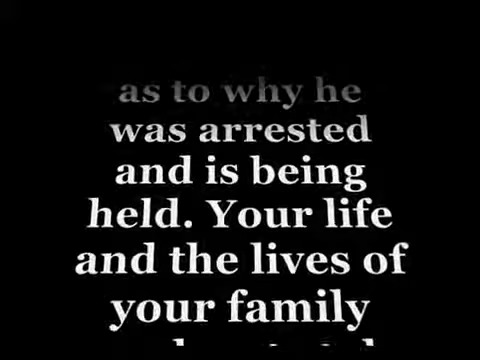 as to why he
was arrested
and is being
held. Your life
and the lives of
your family